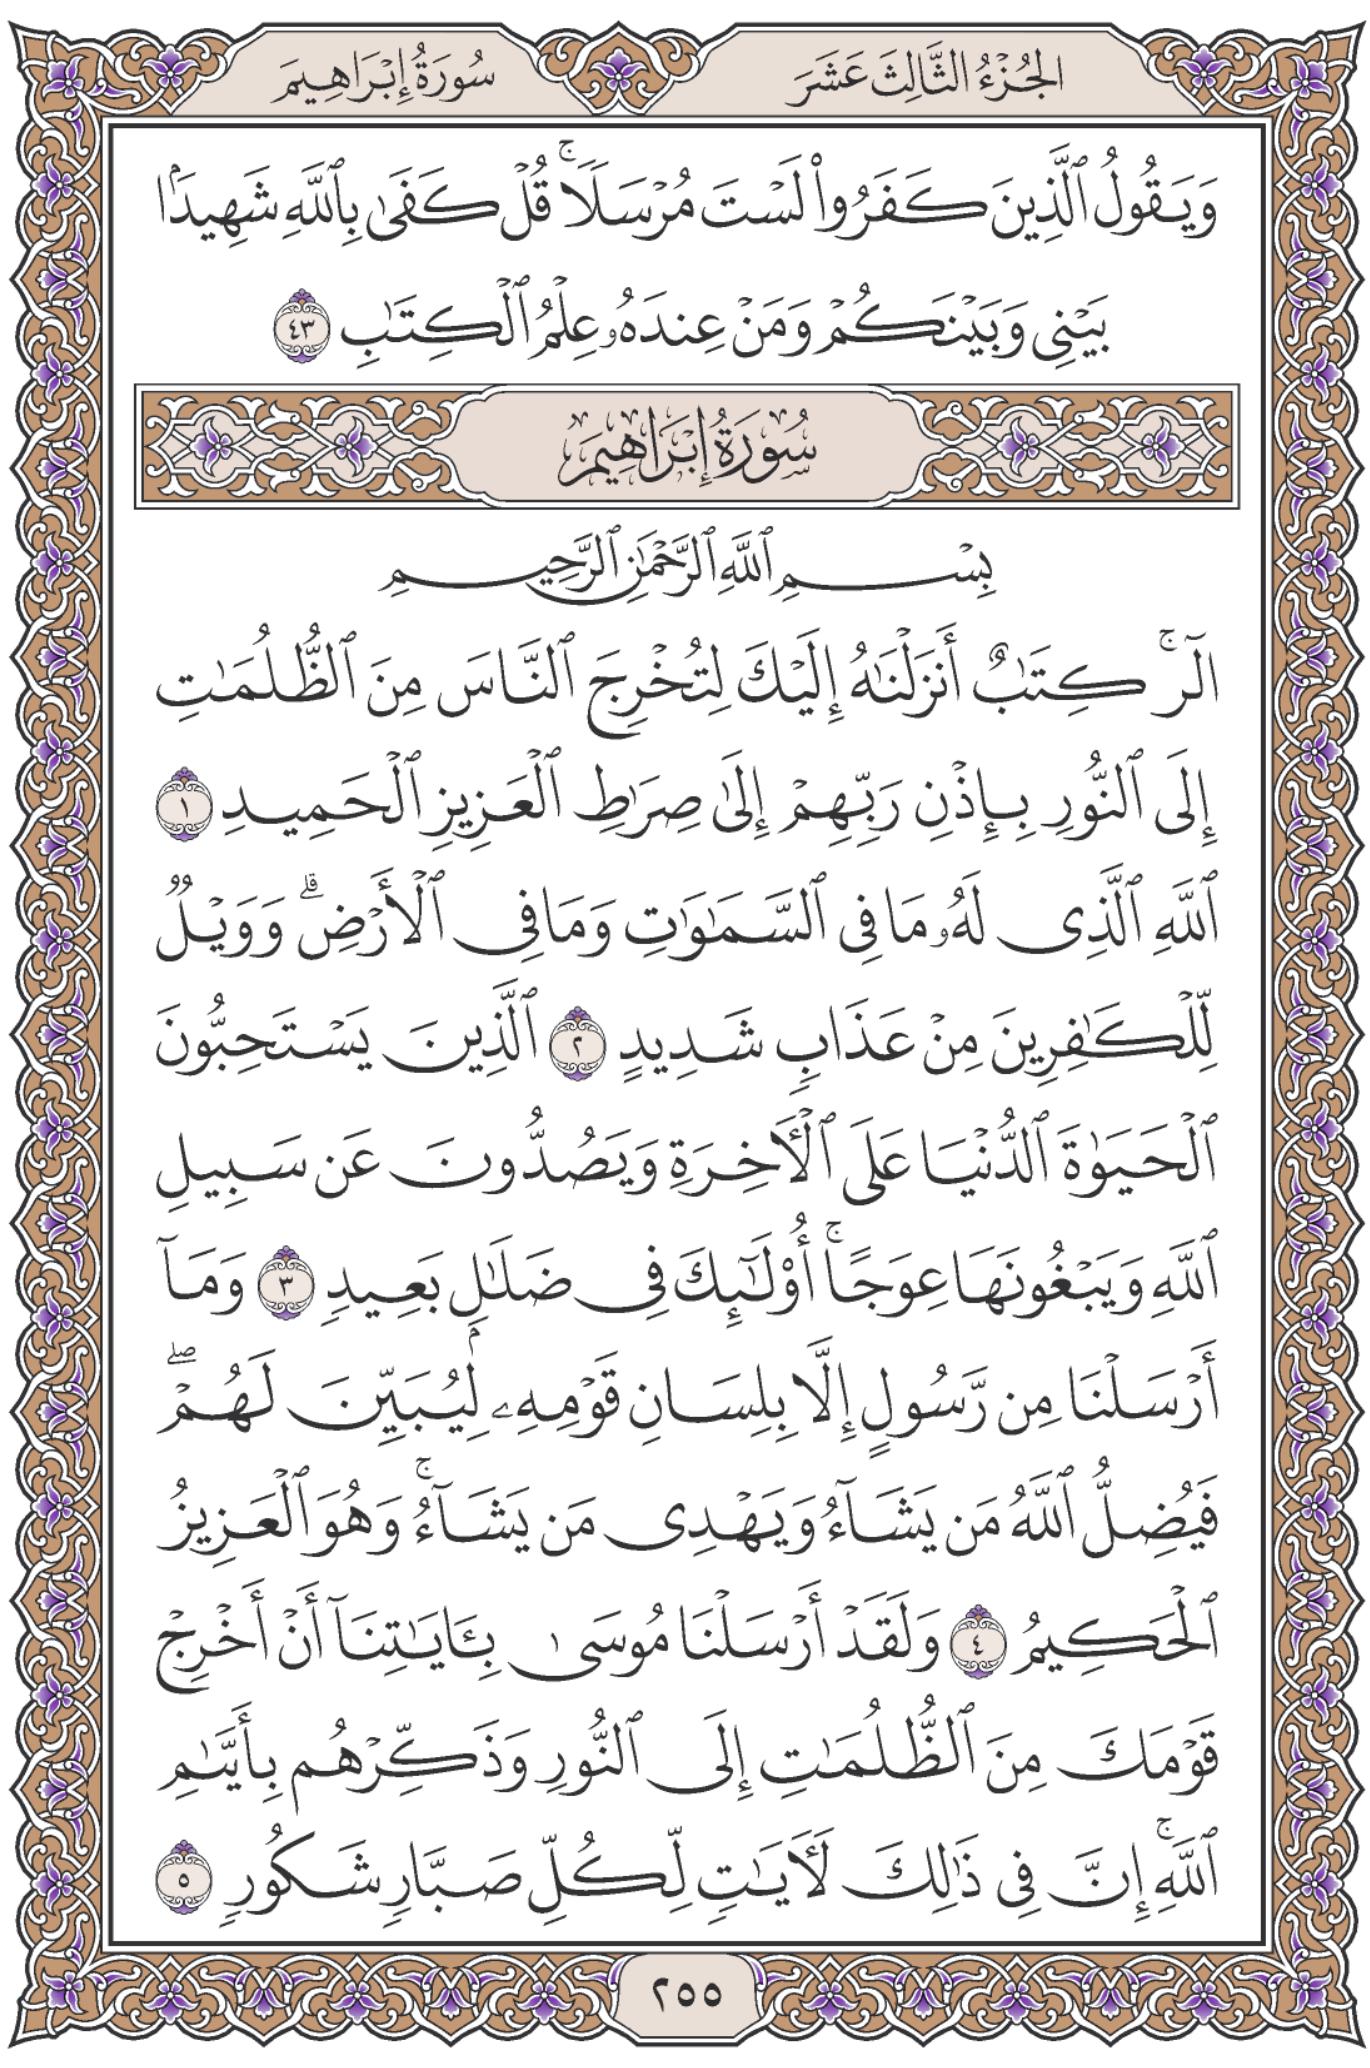 الجُزْءُ الثَّالِثَ عَشَرَ
سُورَةُ إِبْرَاهِيمَ
وَيَقُولُ ٱلَّذِينَ كَفَرُوا۟ لَسْتَ مُرْسَلًا ۚ قُلْ كَفَىٰ بِٱللَّهِ شَهِيدًۢا
بَيْنِى وَبَيْنَكُمْ وَمَنْ عِندَهُۥ عِلْمُ ٱلْكِتَـٰبِ ٤٣
سُورَةُ إِبْرَاهِيمَ
بِسْمِ ٱللَّهِ ٱلرَّحْمَـٰنِ ٱلرَّحِيمِ
الٓر ۚ كِتَـٰبٌ أَنزَلْنَـٰهُ إِلَيْكَ لِتُخْرِجَ ٱلنَّاسَ مِنَ ٱلظُّلُمَـٰتِ
إِلَى ٱلنُّورِ بِإِذْنِ رَبِّهِمْ إِلَىٰ صِرَٰطِ ٱلْعَزِيزِ ٱلْحَمِيدِ ١
ٱللَّهِ ٱلَّذِى لَهُۥ مَا فِى ٱلسَّمَـٰوَٰتِ وَمَا فِى ٱلْأَرْضِ ۗ وَوَيْلٌ
لِّلْكَـٰفِرِينَ مِنْ عَذَابٍ شَدِيدٍ ٢ ٱلَّذِينَ يَسْتَحِبُّونَ
ٱلْحَيَوٰةَ ٱلدُّنْيَا عَلَى ٱلْـَٔاخِرَةِ وَيَصُدُّونَ عَن سَبِيلِ
ٱللَّهِ وَيَبْغُونَهَا عِوَجًا ۚ أُو۟لَـٰٓئِكَ فِى ضَلَـٰلٍۭ بَعِيدٍ ٣ وَمَآ
أَرْسَلْنَا مِن رَّسُولٍ إِلَّا بِلِسَانِ قَوْمِهِۦ لِيُبَيِّنَ لَهُمْ ۖ
فَيُضِلُّ ٱللَّهُ مَن يَشَآءُ وَيَهْدِى مَن يَشَآءُ ۚ وَهُوَ ٱلْعَزِيزُ
ٱلْحَكِيمُ ٤ وَلَقَدْ أَرْسَلْنَا مُوسَىٰ بِـَٔايَـٰتِنَآ أَنْ أَخْرِجْ
قَوْمَكَ مِنَ ٱلظُّلُمَـٰتِ إِلَى ٱلنُّورِ وَذَكِّرْهُم بِأَيَّىٰمِ
ٱللَّهِ ۚ إِنَّ فِى ذَٰلِكَ لَـَٔايَـٰتٍ لِّكُلِّ صَبَّارٍ شَكُورٍ ٥
٢٥٥